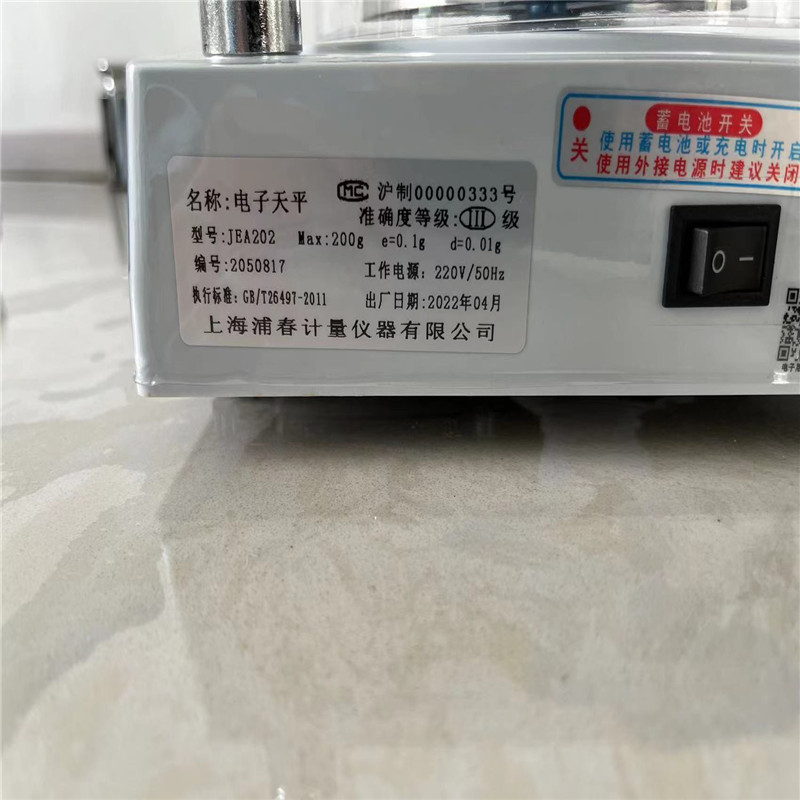 蓄电池开关
关
使用蓄电池或充电时开启
使用外接电源时建议关闭
名称:电子天平
MC 沪制00000333号
准确度等级:III级
型号:JEA202 Max:200g e=0.1g d=0.01g
编号:2050817 工作电源:220V/50Hz
执行标准:GB/T26497-2011 出厂日期:2022年04月
上海浦春计量仪器有限公司
O —
电子